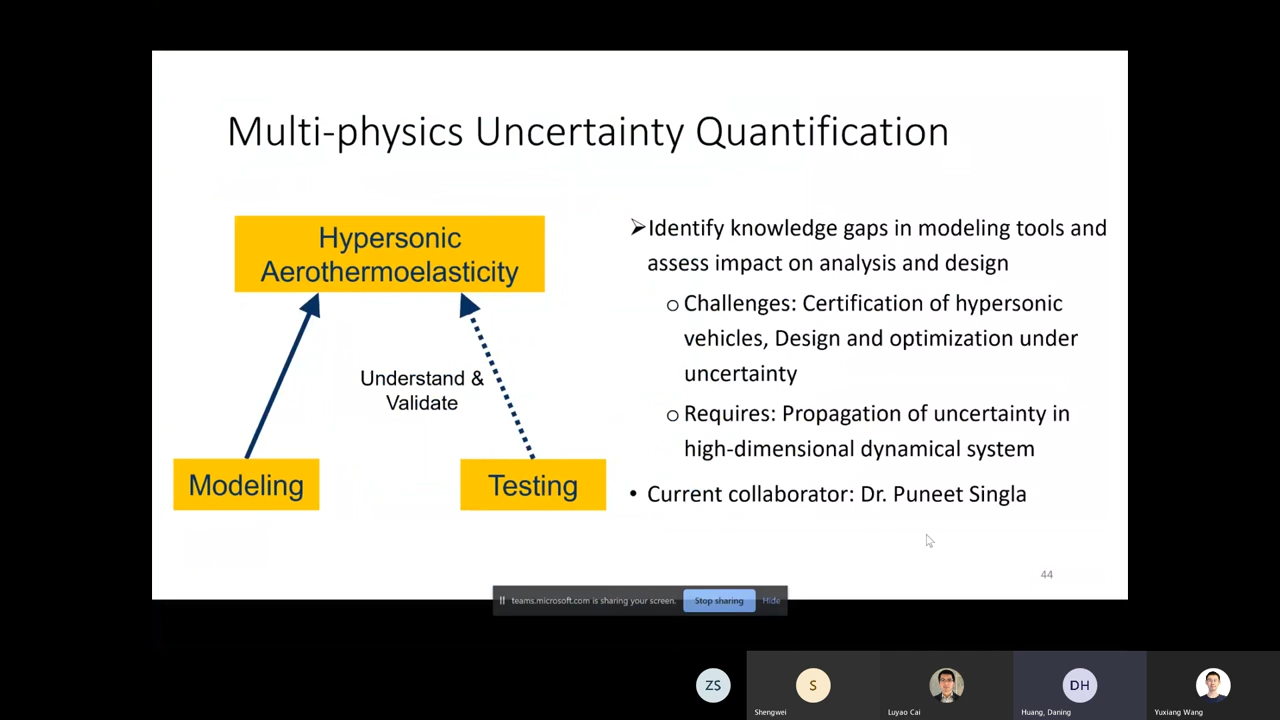 Multi-physics Uncertainty Quantification
Hypersonic
Aerothermoelasticity
Understand &
Validate
Modeling
Testing
➢Identify knowledge gaps in modeling tools and
assess impact on analysis and design
o Challenges: Certification of hypersonic
vehicles, Design and optimization under
uncertainty
o Requires: Propagation of uncertainty in
high-dimensional dynamical system
• Current collaborator: Dr. Puneet Singla
44
teams.microsoft.com is sharing your screen.
Stop sharing
Hide
ZS
S
DH
Shengwei
Luyao Cai
Huang, Daning
Yuxiang Wang